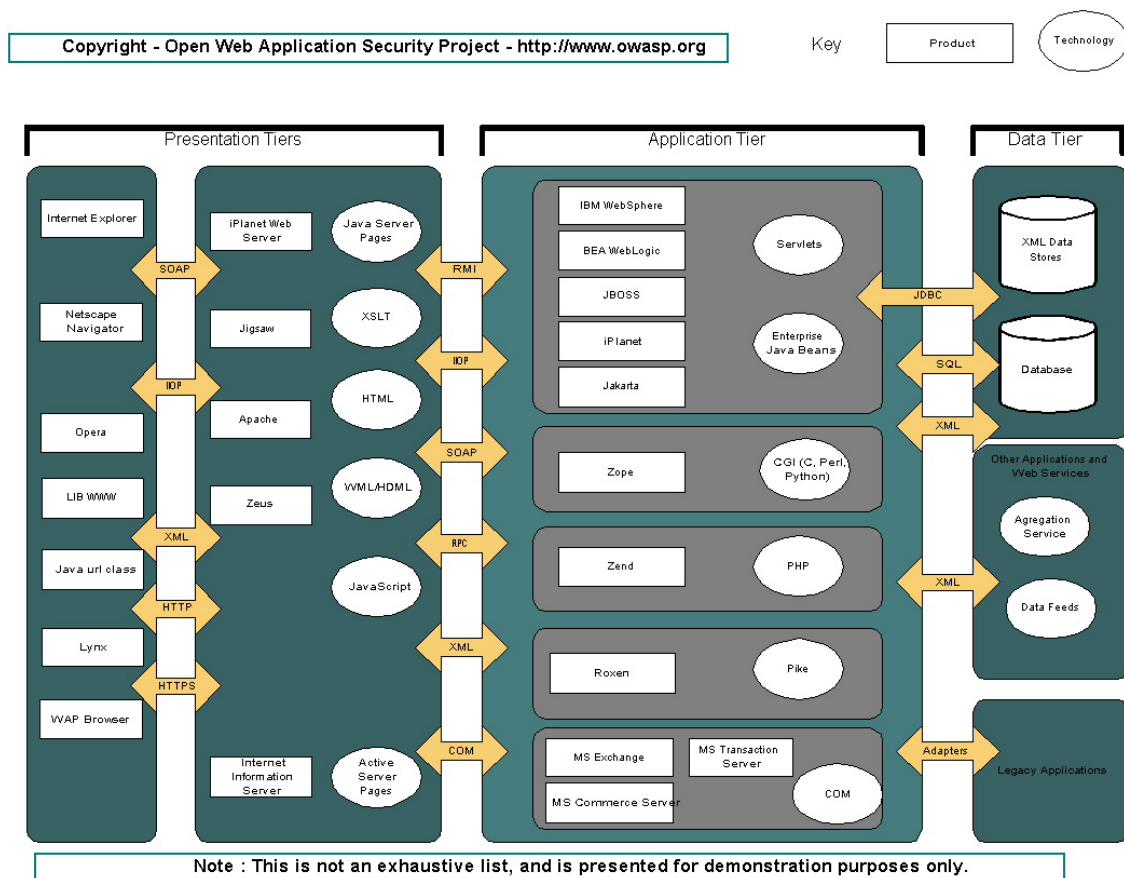 Copyright - Open Web Application Security Project - http://www.owasp.org
Key
Product
Technology
Presentation Tiers
Application Tier
Data Tier
Internet Explorer
Netscape
Navigator
Opera
LIB WWW
Java url class
Lynx
WAP Browser
SOAP
IIOP
XML
HTTP
HTTPS
iPlanet Web
Server
Jigsaw
Apache
Zeus
Internet
Information
Server
Java Server
Pages
XSLT
HTML
WML/HDML
JavaScript
Active
Server
Pages
RMI
IIOP
SOAP
RPC
XML
COM
IBM WebSphere
BEA WebLogic
JBOSS
iPlanet
Jakarta
Servlets
Enterprise
Java Beans
Zope
CGI (C, Perl,
Python)
Zend
PHP
Roxen
Pike
MS Exchange
MS Transaction
Server
MS Commerce Server
COM
JDBC
SQL
XML
XML
Adapters
XML Data
Stores
Database
Other Applications and
Web Services
Agregation
Service
Data Feeds
Legacy Applications
Note : This is not an exhaustive list, and is presented for demonstration purposes only.